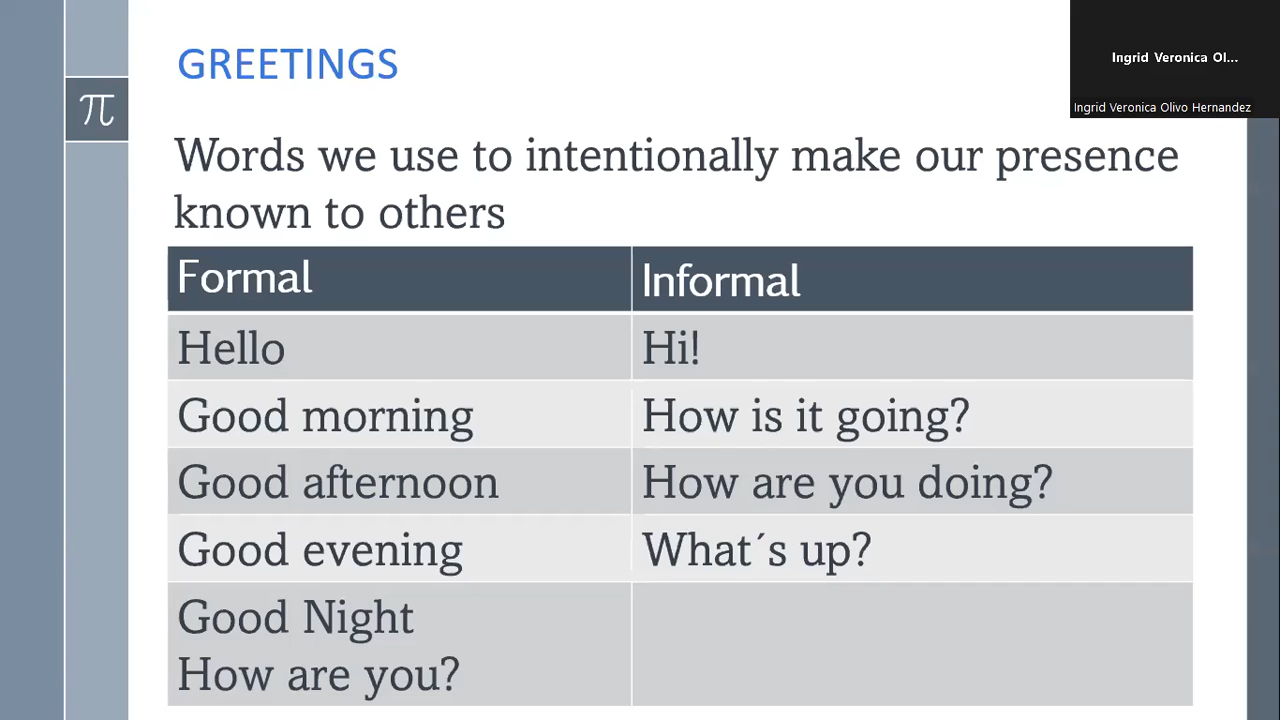 GREETINGS
Ingrid Veronica Ol...
Ingrid Veronica Olivo Hernandez
π
Words we use to intentionally make our presence
known to others
Formal Informal
Hello Hi!
Good morning How is it going?
Good afternoon How are you doing?
Good evening What´s up?
Good Night
How are you?